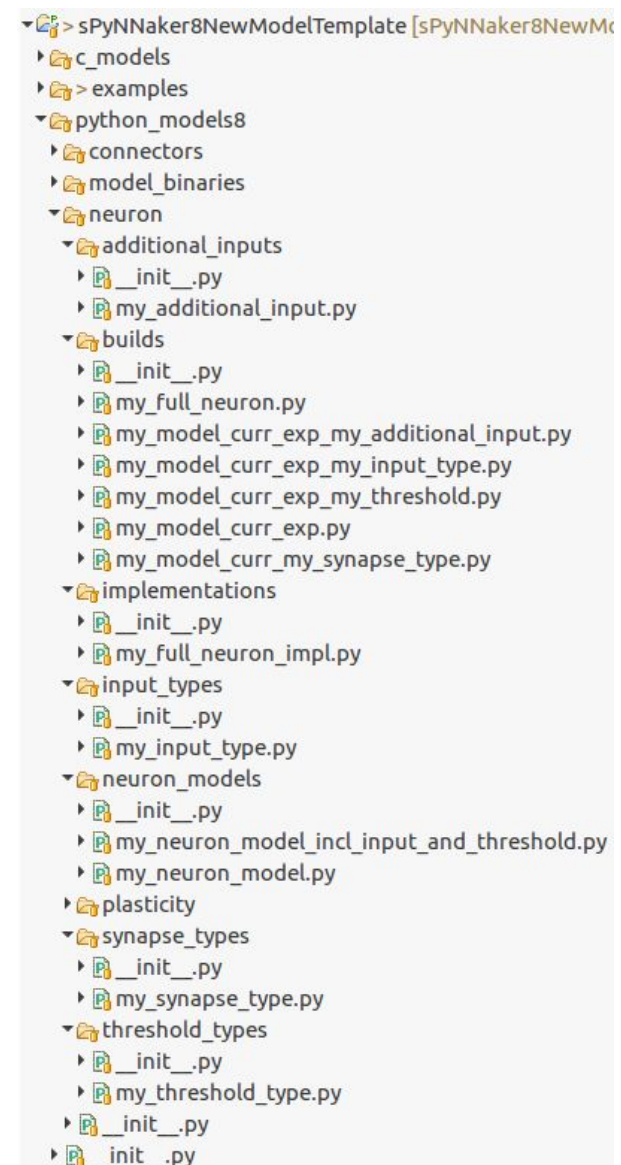 > sPyNNaker8NewModelTemplate [sPyNNaker8NewMo
c_models
> examples
python_models8
connectors
model_binaries
neuron
additional_inputs
__init__.py
my_additional_input.py
builds
__init__.py
my_full_neuron.py
my_model_curr_exp_my_additional_input.py
my_model_curr_exp_my_input_type.py
my_model_curr_exp_my_threshold.py
my_model_curr_exp.py
my_model_curr_my_synapse_type.py
implementations
__init__.py
my_full_neuron_impl.py
input_types
__init__.py
my_input_type.py
neuron_models
__init__.py
my_neuron_model_incl_input_and_threshold.py
my_neuron_model.py
plasticity
synapse_types
__init__.py
my_synapse_type.py
threshold_types
__init__.py
my_threshold_type.py
__init__.py
__init__.py